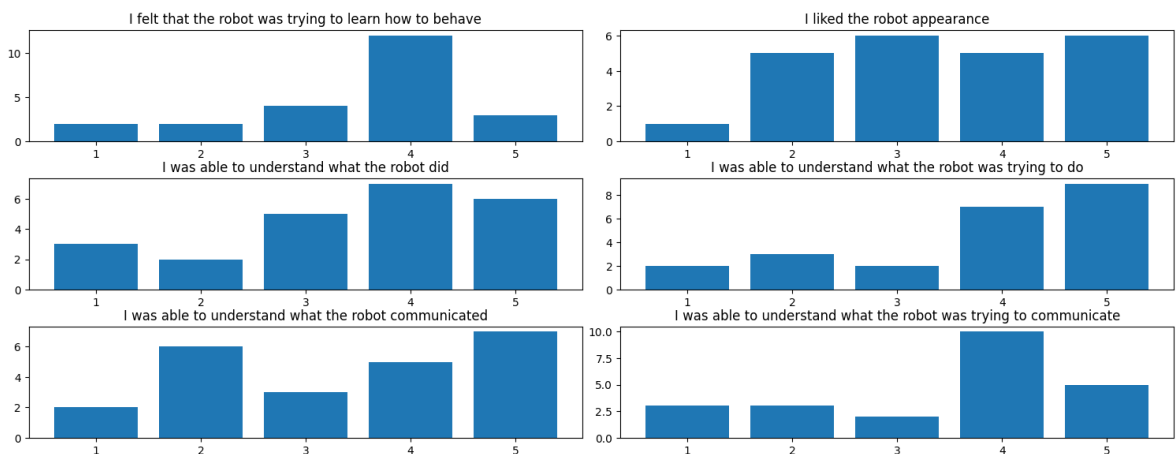 I felt that the robot was trying to learn how to behave
10
5
0
1 2 3 4 5
I liked the robot appearance
6
4
2
0
1 2 3 4 5
I was able to understand what the robot did
6
4
2
0
1 2 3 4 5
I was able to understand what the robot was trying to do
8
6
4
2
0
1 2 3 4 5
I was able to understand what the robot communicated
6
4
2
0
1 2 3 4 5
I was able to understand what the robot was trying to communicate
10.0
7.5
5.0
2.5
0.0
1 2 3 4 5